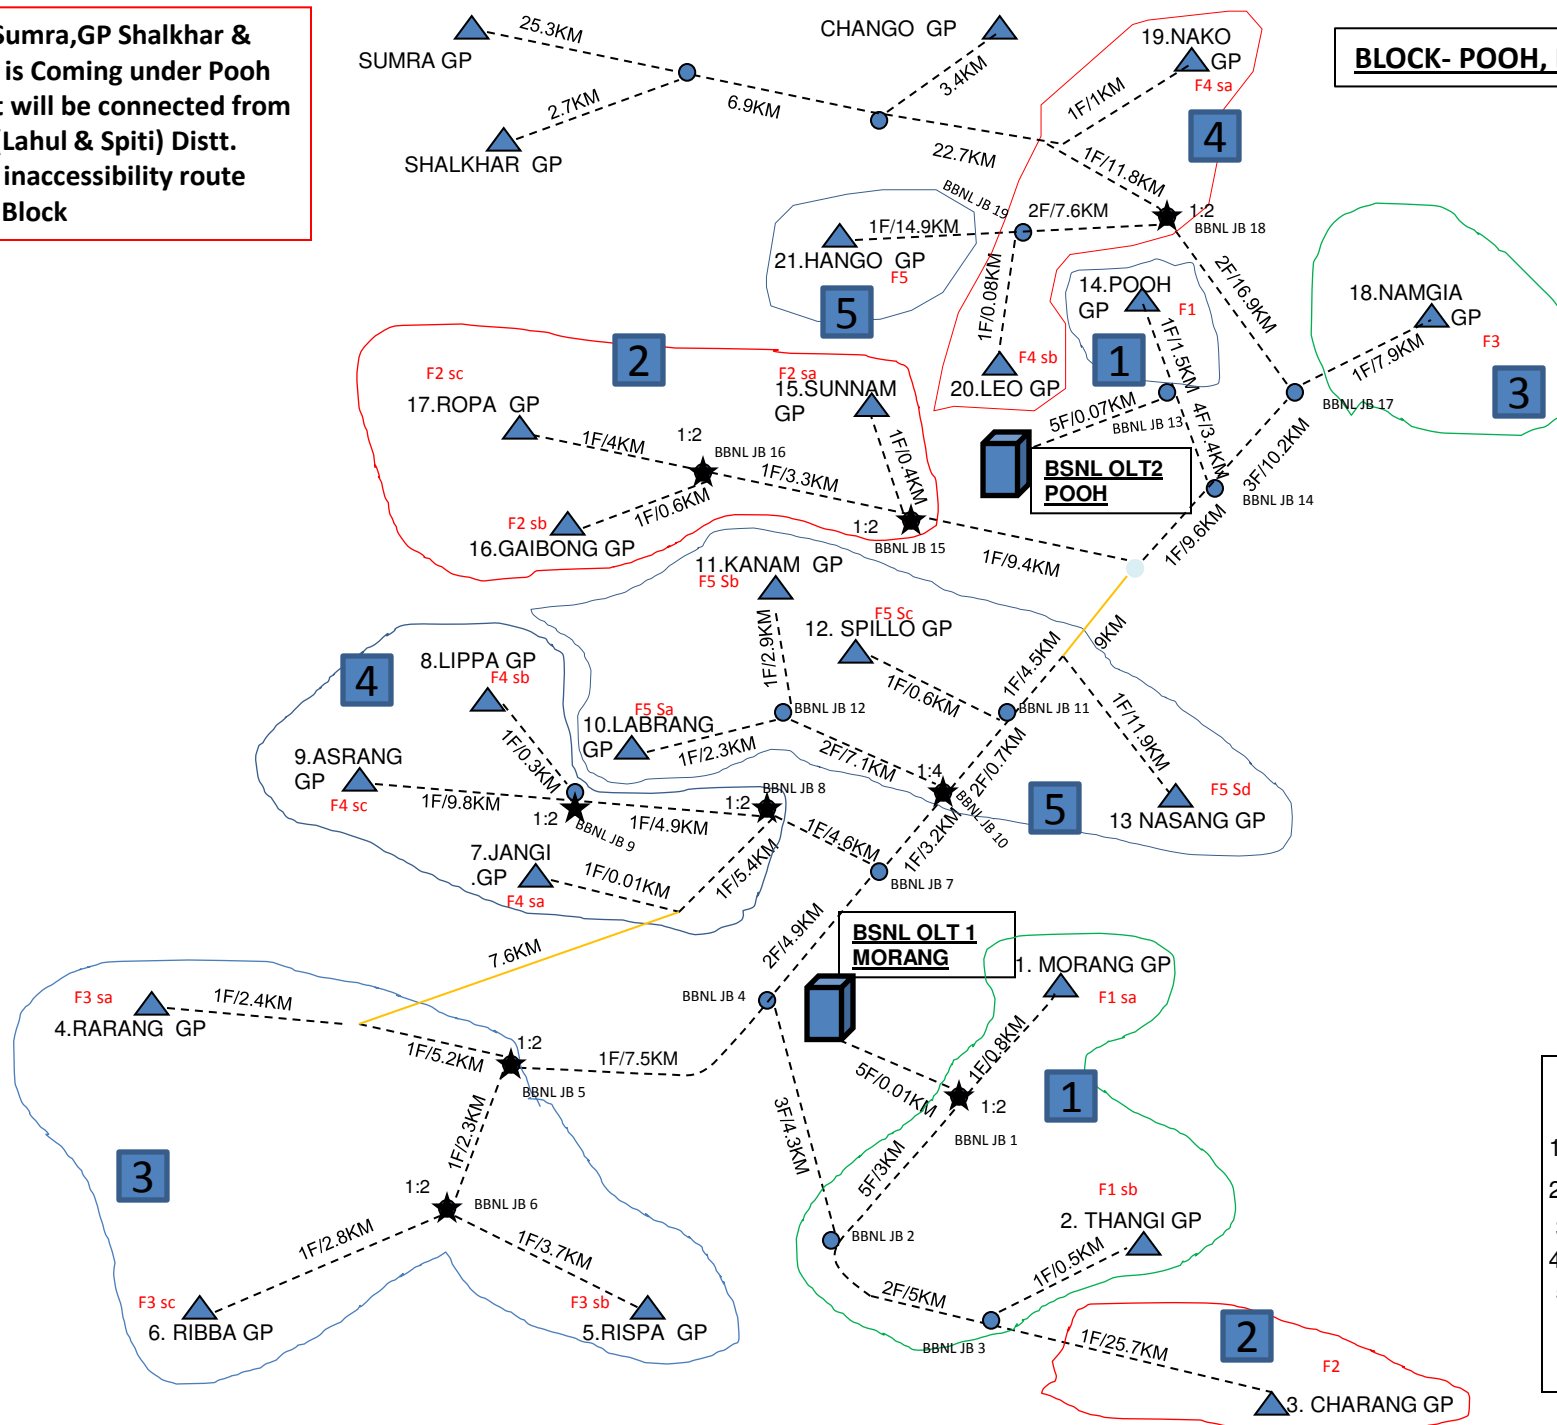 Sumra,GP Shalkhar &
is Coming under Pooh
t will be connected from
(Lahul & Spiti) Distt.
inaccessibility route
Block
BLOCK- POOH,
25.3KM
SUMRA GP
CHANGO GP
3.4KM
2.7KM
6.9KM
SHALKHAR GP
22.7KM
19.NAKO
GP
F4 sa
1F/1KM
4
1F/11.8KM
BBNL JB 19
2F/7.6KM
1:2
BBNL JB 18
1F/14.9KM
21.HANGO GP
F5
5
1F/0.08KM
2F/16.9KM
14.POOH
GP
F1
1
1F/1.5KM
18.NAMGIA
GP
F3
1F/7.9KM
3
BBNL JB 17
F4 sb
20.LEO GP
5F/0.07KM
BBNL JB 13
4F/3.4KM
3F/10.2KM
BBNL JB 14
BSNL OLT2
POOH
2
F2 sc
17.ROPA GP
F2 sa
15.SUNNAM
GP
1F/4KM
1:2
BBNL JB 16
1F/3.3KM
1F/0.4KM
1F/0.6KM
F2 sb
16.GAIBONG GP
1:2
BBNL JB 15
1F/9.4KM
1F/9.6KM
9KM
11.KANAM GP
F5 Sb
F5 Sc
12. SPILLO GP
1F/2.9KM
1F/0.6KM
1F/4.5KM
BBNL JB 11
1F/11.9KM
4
8.LIPPA GP
F4 sb
F5 Sa
10.LABRANG
GP
BBNL JB 12
1F/2.3KM
2F/7.1KM
1:4
2F/0.7KM
BBNL JB 10
5
F5 Sd
13 NASANG GP
9.ASRANG
GP
F4 sc
1F/0.3KM
1F/9.8KM
1:2
BBNL JB 9
1F/4.9KM
1:2
BBNL JB 8
1F/4.6KM
1F/3.2KM
BBNL JB 7
7.JANGI
.GP
F4 sa
1F/0.01KM
1F/5.4KM
7.6KM
2F/4.9KM
BBNL JB 4
BSNL OLT 1
MORANG
1. MORANG GP
F1 sa
1F/0.8KM
5F/0.01KM
1:2
BBNL JB 1
1
F3 sa
4.RARANG GP
1F/2.4KM
1F/5.2KM
1:2
BBNL JB 5
1F/7.5KM
3F/4.3KM
5F/3KM
1F/2.3KM
3
1:2
BBNL JB 6
1F/2.8KM
1F/3.7KM
F3 sc
6. RIBBA GP
F3 sb
5.RISPA GP
BBNL JB 2
F1 sb
2. THANGI GP
1F/0.5KM
2F/5KM
BBNL JB 3
1F/25.7KM
2
F2
3. CHARANG GP
1
2
4